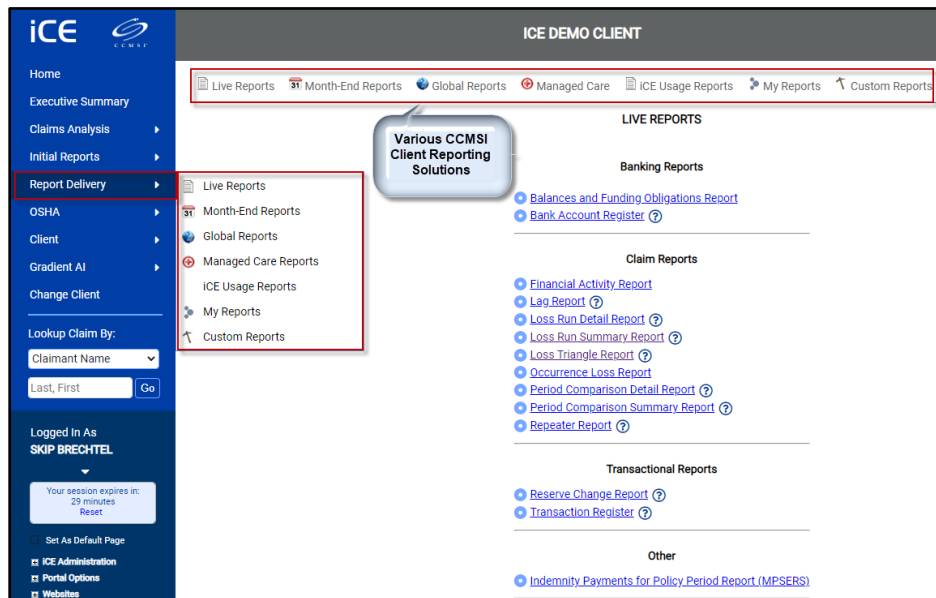 iCE
CCMSI
ICE DEMO CLIENT
Home
Executive Summary
Claims Analysis
Initial Reports
Report Delivery
OSHA
Client
Gradient AI
Change Client
Lookup Claim By:
Claimant Name
Last, First
Go
Logged In As
SKIP BRECHTEL
Your session expires in:
29 minutes
Reset
Set As Default Page
iCE Administration
Portal Options
Websites
Live Reports
31 Month-End Reports
Global Reports
Managed Care
iCE Usage Reports
My Reports
Custom Reports
Various CCMSI
Client Reporting
Solutions
Live Reports
31 Month-End Reports
Global Reports
Managed Care Reports
iCE Usage Reports
My Reports
Custom Reports
LIVE REPORTS
Banking Reports
Balances and Funding Obligations Report
Bank Account Register ?
Claim Reports
Financial Activity Report
Lag Report ?
Loss Run Detail Report ?
Loss Run Summary Report ?
Loss Triangle Report ?
Occurrence Loss Report
Period Comparison Detail Report ?
Period Comparison Summary Report ?
Repeater Report ?
Transactional Reports
Reserve Change Report ?
Transaction Register ?
Other
Indemnity Payments for Policy Period Report (MPSERS)